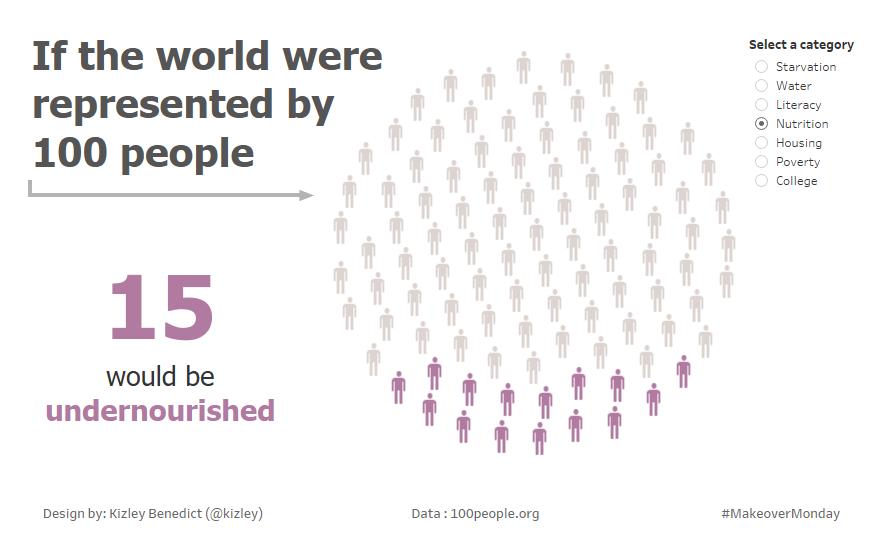 If the world were
represented by
100 people
15
would be
undernourished
Select a category
Starvation
Water
Literacy
Nutrition
Housing
Poverty
College
Design by: Kizley Benedict (@kizley)
Data : 100people.org
#MakeoverMonday